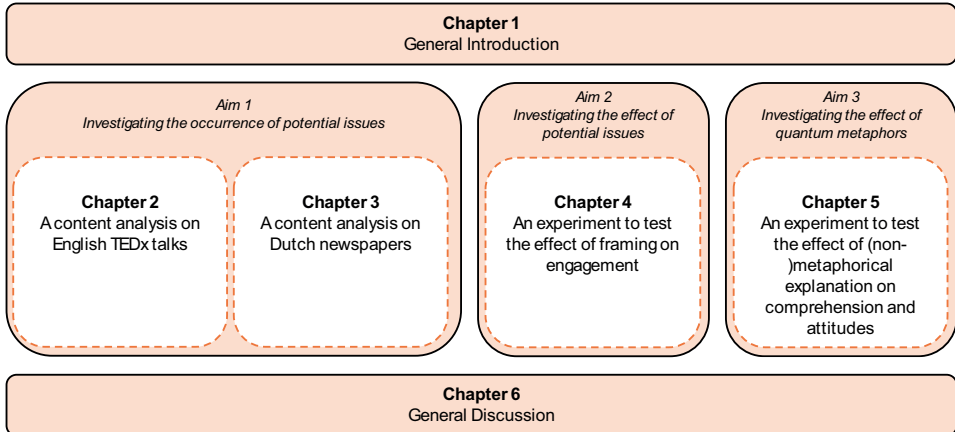 Chapter 1
General Introduction
Aim 1
Investigating the occurrence of potential issues
Chapter 2
A content analysis on
English TEDx talks
Chapter 3
A content analysis on
Dutch newspapers
Aim 2
Investigating the effect of
potential issues
Chapter 4
An experiment to test
the effect of framing on
engagement
Aim 3
Investigating the effect of
quantum metaphors
Chapter 5
An experiment to test
the effect of (non-
)metaphorical
explanation on
comprehension and
attitudes
Chapter 6
General Discussion